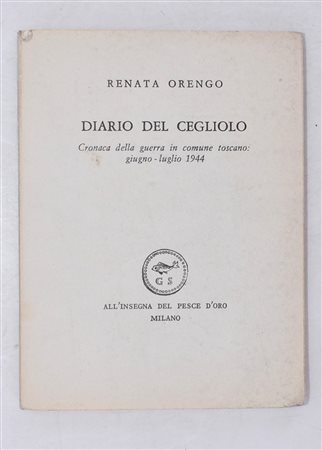 RENATA ORENGO
DIARIO DEL CEGLIOLO
Cronaca della guerra in comune toscano:
giugno - luglio 1944
G S
ALL'INSEGNA DEL PESCE D'ORO
MILANO